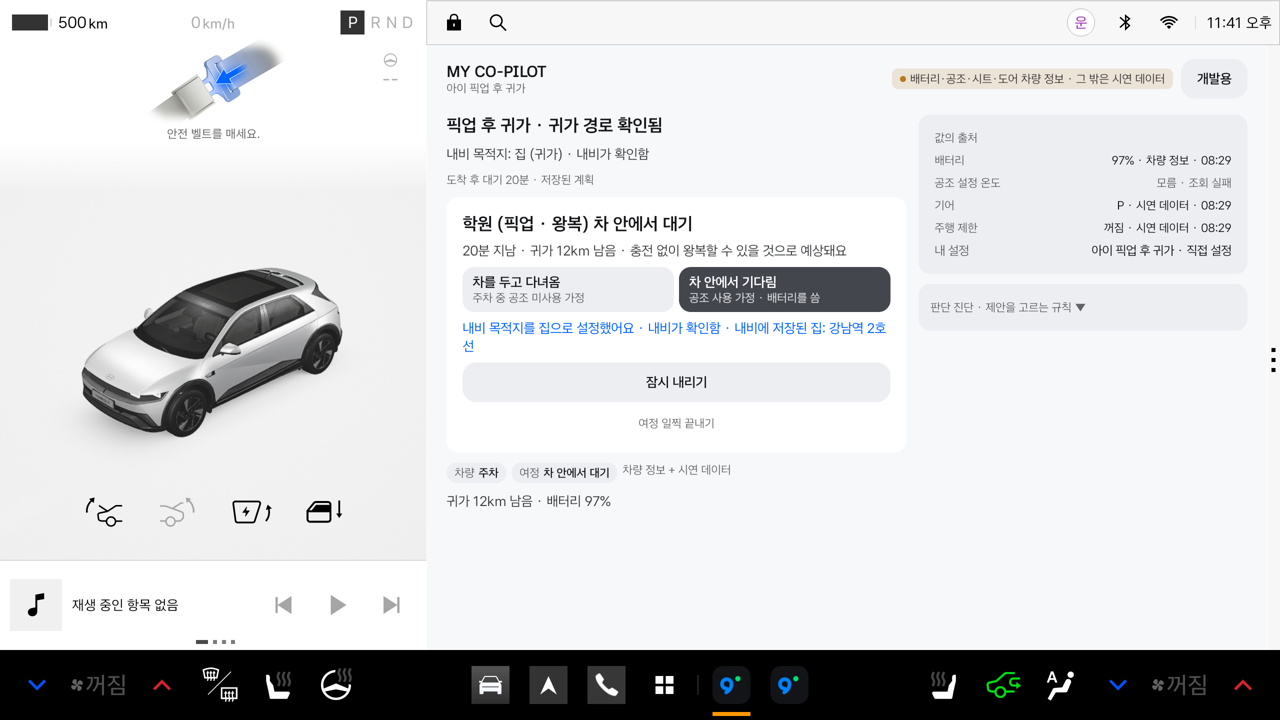 500 km
0 km/h
P R N D
안전 벨트를 매세요.
재생 중인 항목 없음
운
11:41 오후
MY CO-PILOT
아이 픽업 후 귀가
배터리·공조·시트·도어 차량 정보 · 그 밖은 시연 데이터
개발용
픽업 후 귀가 · 귀가 경로 확인됨
내비 목적지: 집 (귀가) · 내비가 확인함
도착 후 대기 20분 · 저장된 계획
학원 (픽업 · 왕복) 차 안에서 대기
20분 지남 · 귀가 12km 남음 · 충전 없이 왕복할 수 있을 것으로 예상돼요
차를 두고 다녀옴
주차 중 공조 미사용 가정
차 안에서 기다림
공조 사용 가정 · 배터리를 씀
내비 목적지를 집으로 설정했어요 · 내비가 확인함 · 내비에 저장된 집: 강남역 2호
선
잠시 내리기
여정 일찍 끝내기
차량 주차
여정 차 안에서 대기
차량 정보 + 시연 데이터
귀가 12km 남음 · 배터리 97%
값의 출처
배터리 97% · 차량 정보 · 08:29
공조 설정 온도 모름 · 조회 실패
기어 P · 시연 데이터 · 08:29
주행 제한 꺼짐 · 시연 데이터 · 08:29
내 설정 아이 픽업 후 귀가 · 직접 설정
판단 진단 · 제안을 고르는 규칙 ▼
꺼짐
A
꺼짐